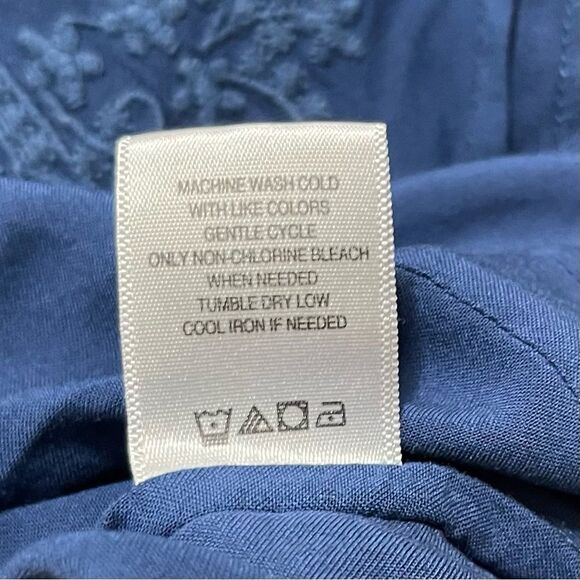 MACHINE WASH COLD
WITH LIKE COLORS
GENTLE CYCLE
ONLY NON-CHLORINE BLEACH
WHEN NEEDED
TUMBLE DRY LOW
COOL IRON IF NEEDED